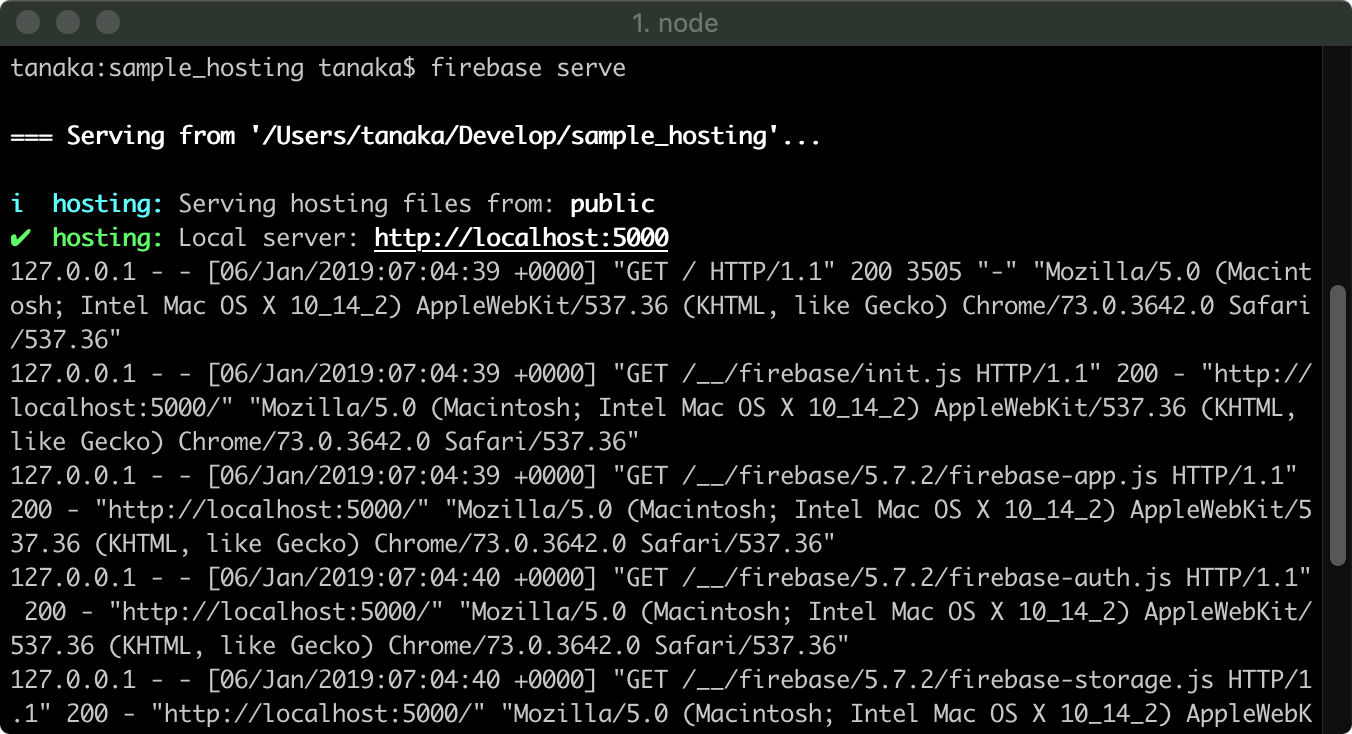 1. node
tanaka:sample_hosting tanaka$ firebase serve
=== Serving from '/Users/tanaka/Develop/sample_hosting'...
i  hosting: Serving hosting files from: public
✔  hosting: Local server: http://localhost:5000
127.0.0.1 - - [06/Jan/2019:07:04:39 +0000] "GET / HTTP/1.1" 200 3505 "-" "Mozilla/5.0 (Macint
osh; Intel Mac OS X 10_14_2) AppleWebKit/537.36 (KHTML, like Gecko) Chrome/73.0.3642.0 Safari
/537.36"
127.0.0.1 - - [06/Jan/2019:07:04:39 +0000] "GET /__/firebase/init.js HTTP/1.1" 200 - "http://
localhost:5000/" "Mozilla/5.0 (Macintosh; Intel Mac OS X 10_14_2) AppleWebKit/537.36 (KHTML,
like Gecko) Chrome/73.0.3642.0 Safari/537.36"
127.0.0.1 - - [06/Jan/2019:07:04:39 +0000] "GET /__/firebase/5.7.2/firebase-app.js HTTP/1.1"
200 - "http://localhost:5000/" "Mozilla/5.0 (Macintosh; Intel Mac OS X 10_14_2) AppleWebKit/5
37.36 (KHTML, like Gecko) Chrome/73.0.3642.0 Safari/537.36"
127.0.0.1 - - [06/Jan/2019:07:04:40 +0000] "GET /__/firebase/5.7.2/firebase-auth.js HTTP/1.1"
 200 - "http://localhost:5000/" "Mozilla/5.0 (Macintosh; Intel Mac OS X 10_14_2) AppleWebKit/
537.36 (KHTML, like Gecko) Chrome/73.0.3642.0 Safari/537.36"
127.0.0.1 - - [06/Jan/2019:07:04:40 +0000] "GET /__/firebase/5.7.2/firebase-storage.js HTTP/1
.1" 200 - "http://localhost:5000/" "Mozilla/5.0 (Macintosh; Intel Mac OS X 10_14_2) AppleWebK